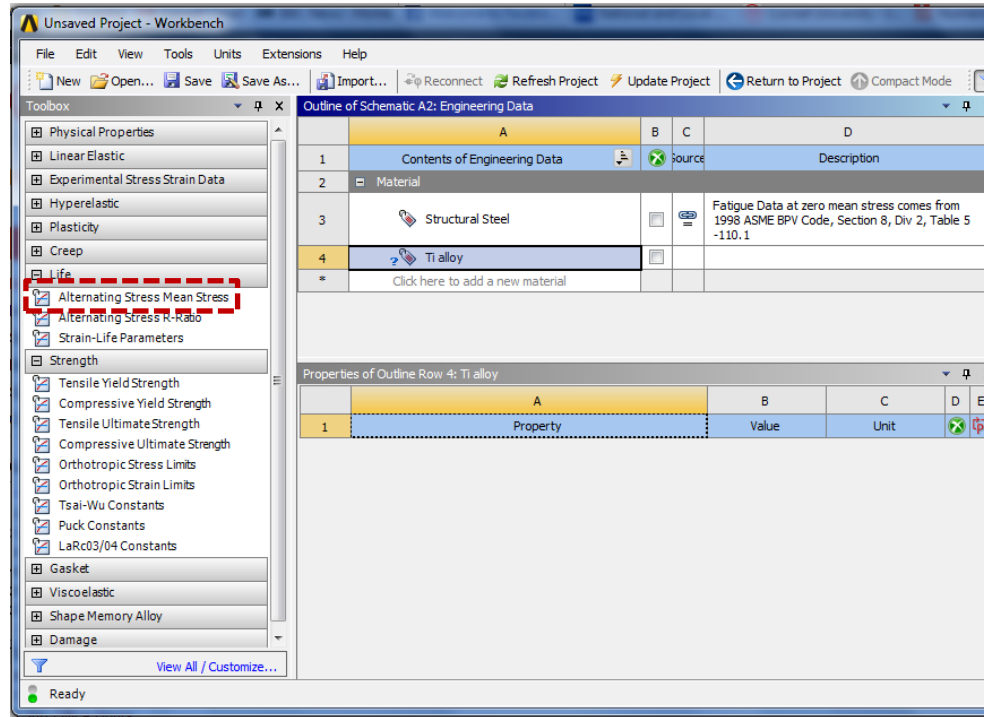 Unsaved Project - Workbench
File Edit View Tools Units Extensions Help
New Open... Save Save As... Import... Reconnect Refresh Project Update Project Return to Project Compact Mode
Toolbox
Physical Properties
Linear Elastic
Experimental Stress Strain Data
Hyperelastic
Plasticity
Creep
Life
Alternating Stress Mean Stress
Alternating Stress R-Ratio
Strain-Life Parameters
Strength
Tensile Yield Strength
Compressive Yield Strength
Tensile Ultimate Strength
Compressive Ultimate Strength
Orthotropic Stress Limits
Orthotropic Strain Limits
Tsai-Wu Constants
Puck Constants
LaRc03/04 Constants
Gasket
Viscoelastic
Shape Memory Alloy
Damage
View All / Customize...
Outline of Schematic A2: Engineering Data
A B C D
1 Contents of Engineering Data Source Description
2 Material
3 Structural Steel
Fatigue Data at zero mean stress comes from
1998 ASME BPV Code, Section 8, Div 2, Table 5
-110.1
4 ? Ti alloy
* Click here to add a new material
Properties of Outline Row 4: Ti alloy
A B C D E
1 Property Value Unit
Ready